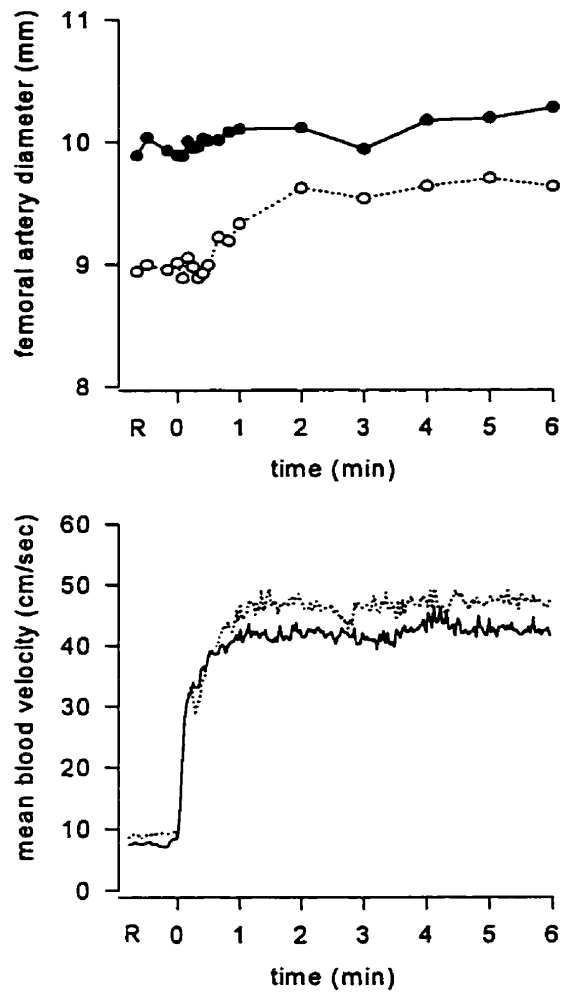 femoral artery diameter (mm)
11
10
9
8
R 0 1 2 3 4 5 6
time (min)
mean blood velocity (cm/sec)
60
50
40
30
20
10
0
R 0 1 2 3 4 5 6
time (min)